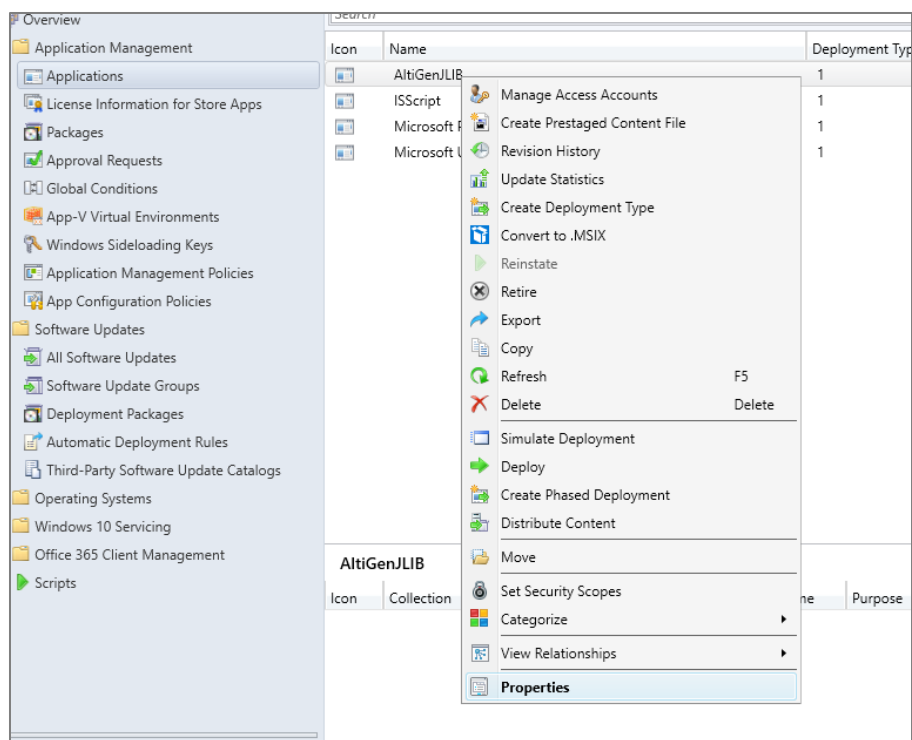 Overview
Application Management
Applications
License Information for Store Apps
Packages
Approval Requests
Global Conditions
App-V Virtual Environments
Windows Sideloading Keys
Application Management Policies
App Configuration Policies
Software Updates
All Software Updates
Software Update Groups
Deployment Packages
Automatic Deployment Rules
Third-Party Software Update Catalogs
Operating Systems
Windows 10 Servicing
Office 365 Client Management
Scripts
Search
Icon Name Deployment Typ
AltiGenJLIB 1
ISScript 1
Microsoft 1
Microsoft 1
Manage Access Accounts
Create Prestaged Content File
Revision History
Update Statistics
Create Deployment Type
Convert to .MSIX
Reinstate
Retire
Export
Copy
Refresh F5
Delete Delete
Simulate Deployment
Deploy
Create Phased Deployment
Distribute Content
Move
Set Security Scopes
Categorize
View Relationships
Properties
AltiGenJLIB
Icon Collection me Purpose